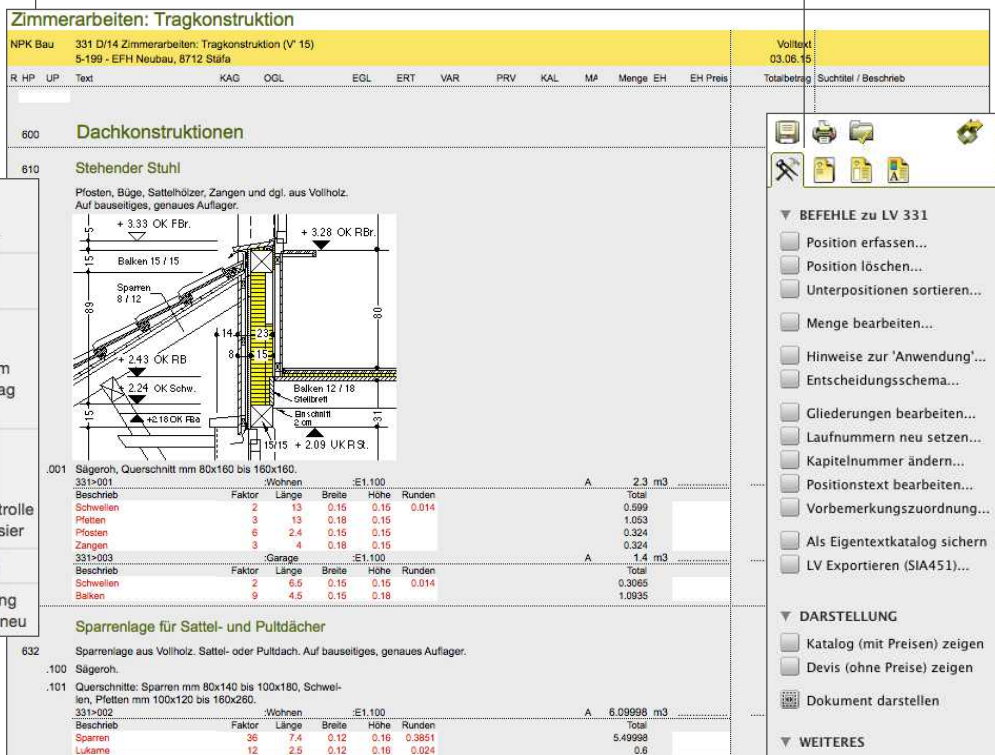 Zimmerarbeiten: Tragkonstruktion
NPK Bau 331 D/14 Zimmerarbeiten: Tragkonstruktion (V' 15) Volltext
5-199 - EFH Neubau, 8712 Stäfa 03.06.15
R HP UP Text KAG OGL EGL ERT VAR PRV KAL MA Menge EH EH Preis Totalbetrag Suchtitel / Beschrieb
600 Dachkonstruktionen
610 Stehender Stuhl
Pfosten, Büge, Sattelhölzer, Zangen und dgl. aus Vollholz.
Auf bauseitiges, genaues Auflager.
+ 3.33 OK FBr.
+ 3.28 OK RBr.
Balken 15 / 15
Sparren
8 / 12
15
89
15
80
31
14
23
8
15
+ 2.43 OK RB
+ 2.24 OK Schw.
+2.18 OK FBa
Balken 12 / 18
Stellbrett
Einschnitt
2 cm
15/15 + 2.09 UK R St.
.001 Sägeroh, Querschnitt mm 80x160 bis 160x160.
331>001 :Wohnen :E1.100 A 2.3 m3
Beschrieb Faktor Länge Breite Höhe Runden Total
Schwellen 2 13 0.15 0.15 0.014 0.599
Pfetten 3 13 0.18 0.15 1.053
Pfosten 6 2.4 0.15 0.15 0.324
Zangen 3 4 0.18 0.15 0.324
331>003 :Garage :E1.100 A 1.4 m3
Beschrieb Faktor Länge Breite Höhe Runden Total
Schwellen 2 6.5 0.15 0.15 0.014 0.3065
Balken 9 4.5 0.15 0.18 1.0935
Sparrenlage für Sattel- und Pultdächer
632 Sparrenlage aus Vollholz. Sattel- oder Pultdach. Auf bauseitiges, genaues Auflager.
.100 Sägeroh.
.101 Querschnitte: Sparren mm 80x140 bis 100x180, Schwel-
len, Pfetten mm 100x120 bis 160x260.
331>002 :Wohnen :E1.100 A 6.09998 m3
Beschrieb Faktor Länge Breite Höhe Runden Total
Sparren 36 7.4 0.12 0.16 0.3851 5.49998
Lukarne 12 2.5 0.12 0.16 0.024 0.6
m
ag
trolle
sier
ng
neu
BEFEHLE zu LV 331
Position erfassen...
Position löschen...
Unterpositionen sortieren...
Menge bearbeiten...
Hinweise zur 'Anwendung'...
Entscheidungsschema...
Gliederungen bearbeiten...
Laufnummern neu setzen...
Kapitelnummer ändern...
Positionstext bearbeiten...
Vorbemerkungszuordnung...
Als Eigentextkatalog sichern
LV Exportieren (SIA451)...
DARSTELLUNG
Katalog (mit Preisen) zeigen
Devis (ohne Preise) zeigen
Dokument darstellen
WEITERES